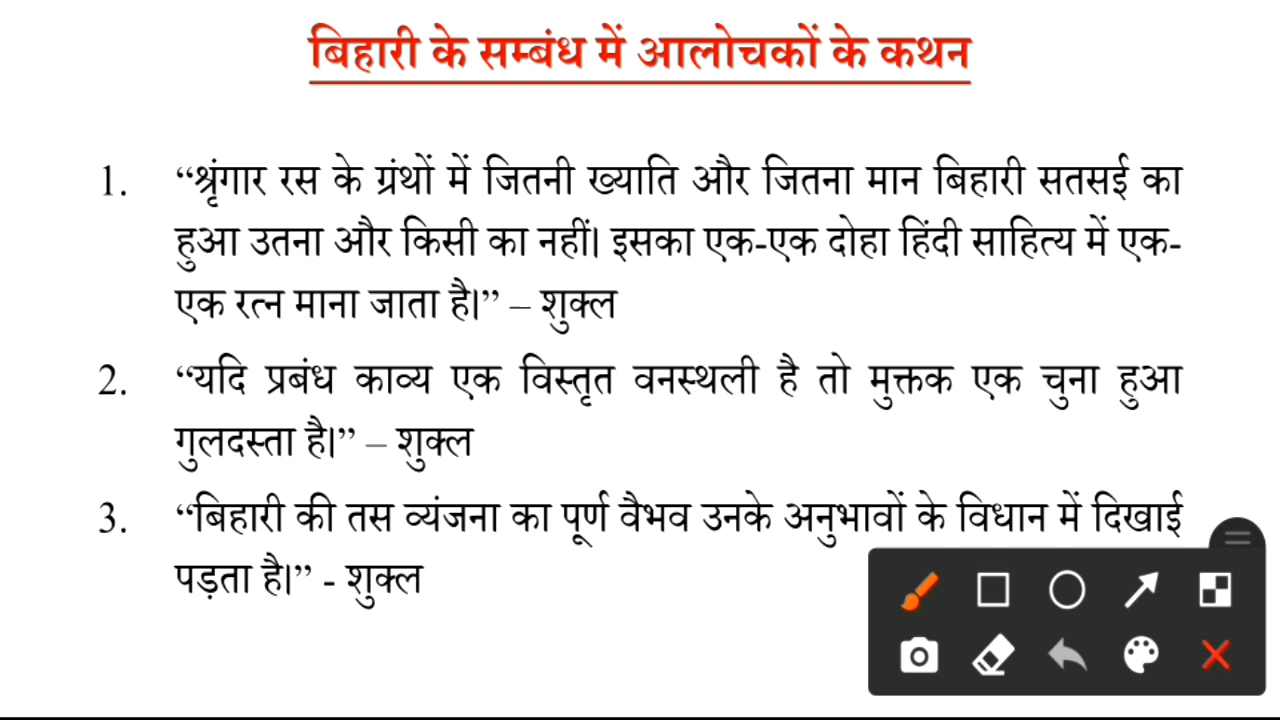 बिहारी के सम्बंध में आलोचकों के कथन
1. “श्रृंगार रस के ग्रंथों में जितनी ख्याति और जितना मान बिहारी सतसई का
हुआ उतना और किसी का नहीं। इसका एक-एक दोहा हिंदी साहित्य में एक-
एक रत्न माना जाता है।” – शुक्ल
2. “यदि प्रबंध काव्य एक विस्तृत वनस्थली है तो मुक्तक एक चुना हुआ
गुलदस्ता है।” – शुक्ल
3. “बिहारी की तस व्यंजना का पूर्ण वैभव उनके अनुभावों के विधान में दिखाई
पड़ता है।” - शुक्ल